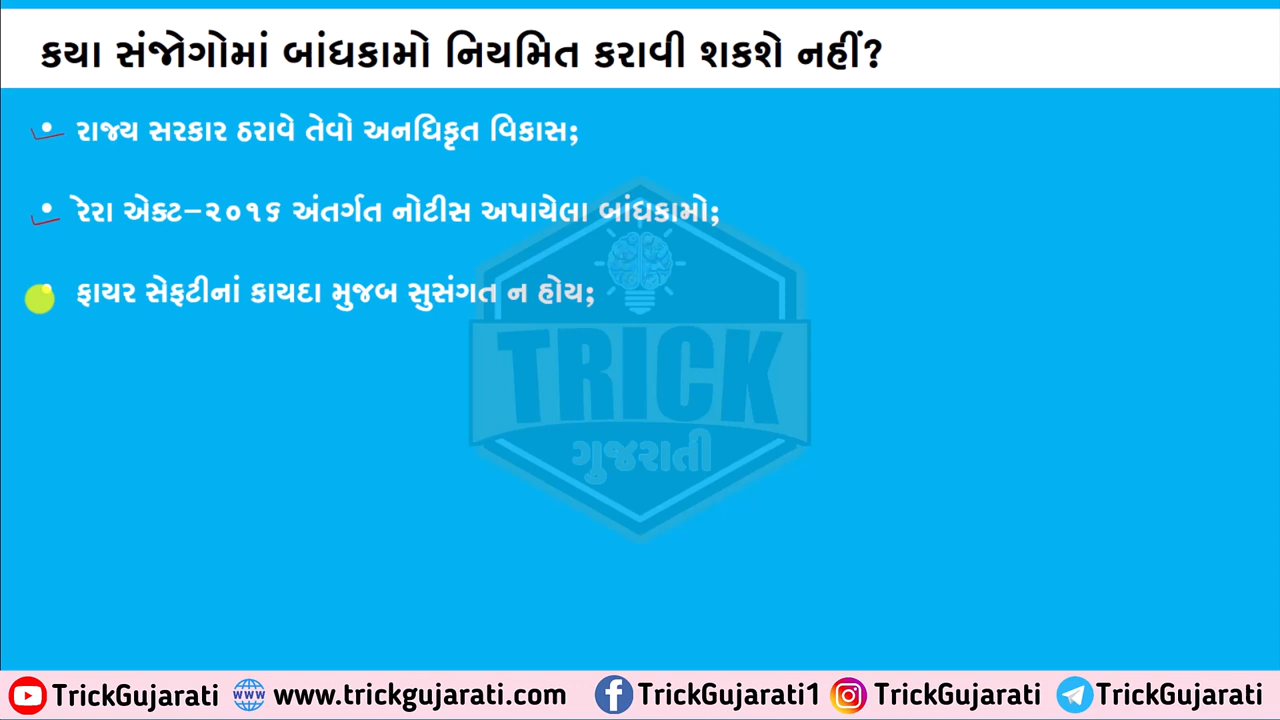 કયા સંજોગોમાં બાંધકામો નિયમિત કરાવી શકશે નહીં?
• રાજ્ય સરકાર ઠરાવે તેવો અનધિકૃત વિકાસ;
• રેરા એક્ટ-૨૦૧૬ અંતર્ગત નોટીસ અપાયેલા બાંધકામો;
• ફાયર સેફટીનાં કાયદા મુજબ સુસંગત ન હોય;
TRICK
ગુજરાતી
TrickGujarati www www.trickgujarati.com TrickGujarati1 TrickGujarati TrickGujarati